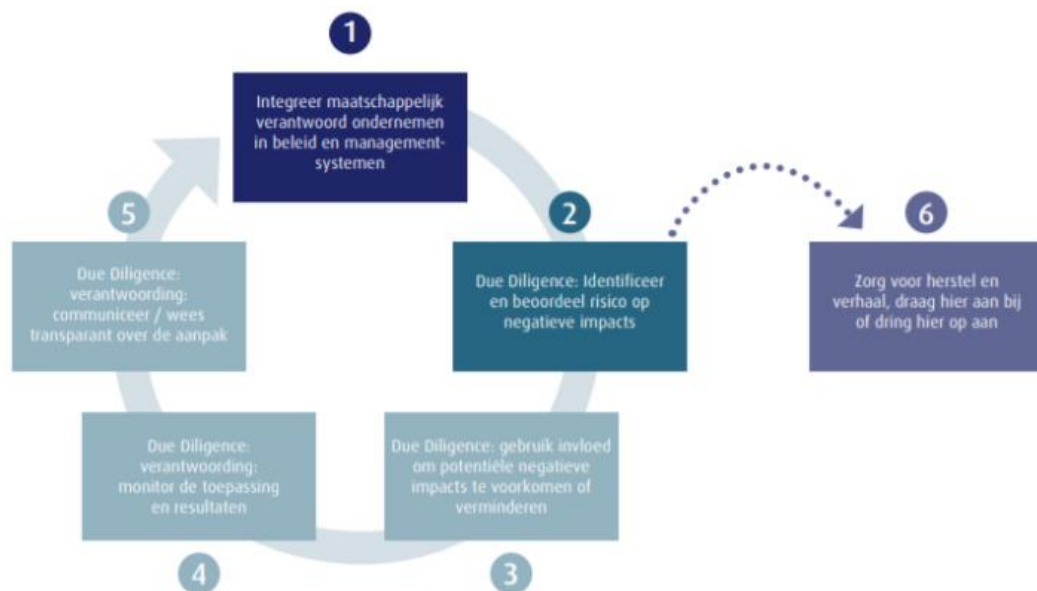 1
Integreer maatschappelijk
verantwoord ondernemen
in beleid en management-
systemen
2
Due Diligence: Identificeer
en beoordeel risico op
negatieve impacts
3
Due Diligence: gebruik invloed
om potentiële negatieve
impacts te voorkomen of
verminderen
4
Due Diligence:
verantwoording:
monitor de toepassing
en resultaten
5
Due Diligence:
verantwoording:
communiceer / wees
transparant over de aanpak
6
Zorg voor herstel en
verhaal, draag hier aan bij
of dring hier op aan